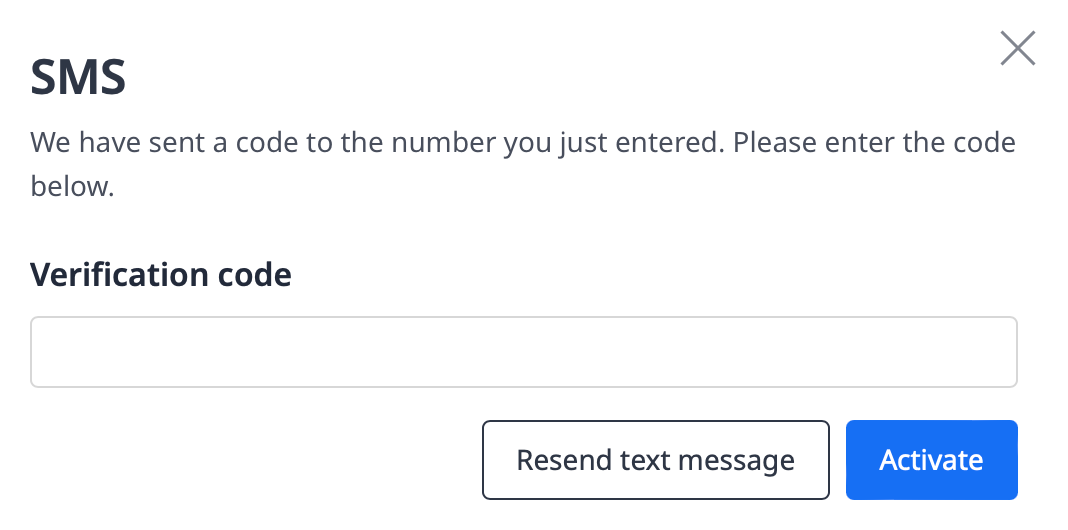 SMS
We have sent a code to the number you just entered. Please enter the code
below.
Verification code
Resend text message
Activate